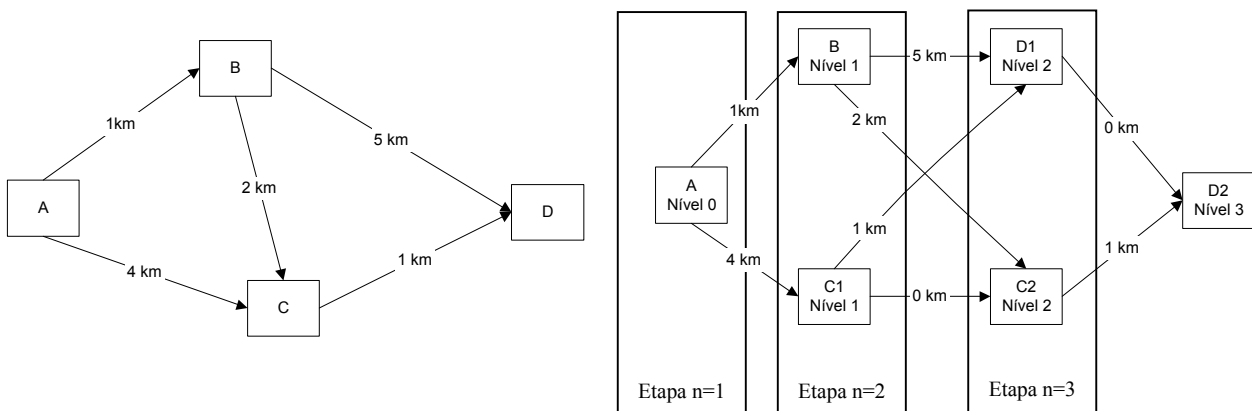 B
1km
5 km
2 km
A
D
4 km
1 km
C
B
Nível 1
5 km
D1
Nível 2
1km
2 km
0 km
A
Nível 0
D2
Nível 3
4 km
1 km
1 km
C1
Nível 1
0 km
C2
Nível 2
Etapa n=1
Etapa n=2
Etapa n=3